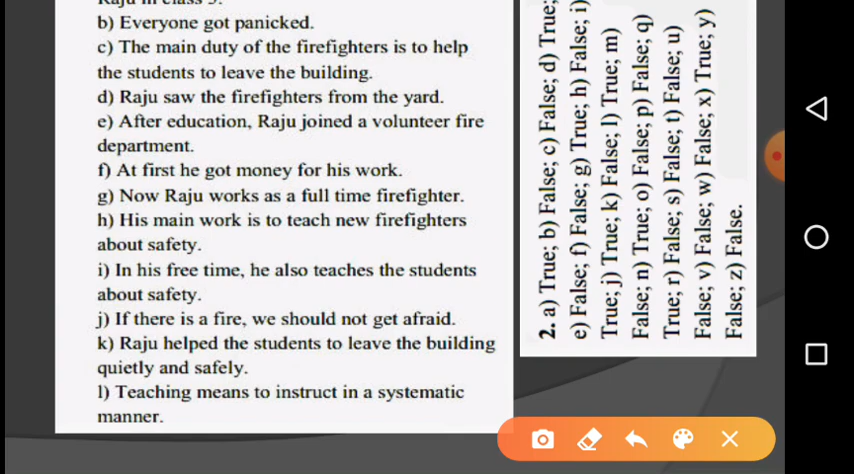 b) Everyone got panicked.
c) The main duty of the firefighters is to help
the students to leave the building.
d) Raju saw the firefighters from the yard.
e) After education, Raju joined a volunteer fire
department.
f) At first he got money for his work.
g) Now Raju works as a full time firefighter.
h) His main work is to teach new firefighters
about safety.
i) In his free time, he also teaches the students
about safety.
j) If there is a fire, we should not get afraid.
k) Raju helped the students to leave the building
quietly and safely.
l) Teaching means to instruct in a systematic
manner.
2. a) True; b) False; c) False; d) True;
e) False; f) False; g) True; h) False; i)
True; j) True; k) False; l) True; m)
False; n) True; o) False; p) False; q)
True; r) False; s) False; t) False; u)
False; v) False; w) False; x) True; y)
False; z) False.